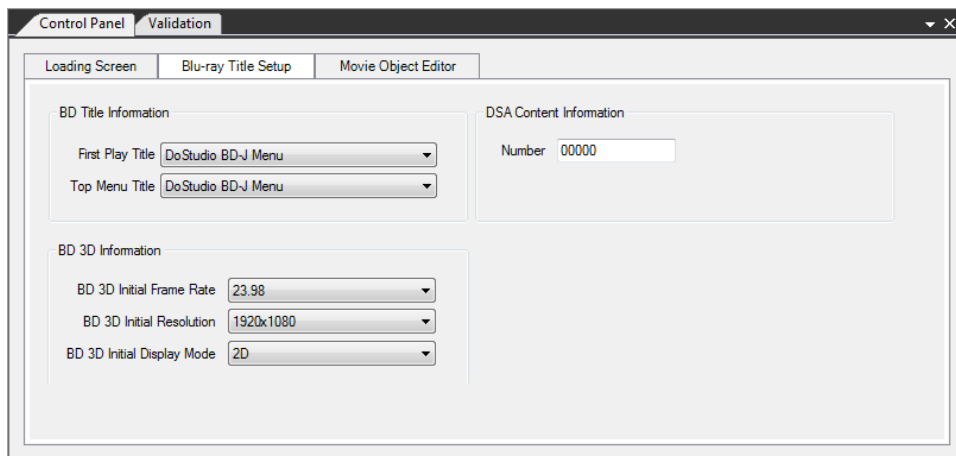 Control Panel Validation
Loading Screen Blu-ray Title Setup Movie Object Editor
BD Title Information
First Play Title DoStudio BD-J Menu
Top Menu Title DoStudio BD-J Menu
DSA Content Information
Number 00000
BD 3D Information
BD 3D Initial Frame Rate 23.98
BD 3D Initial Resolution 1920x1080
BD 3D Initial Display Mode 2D